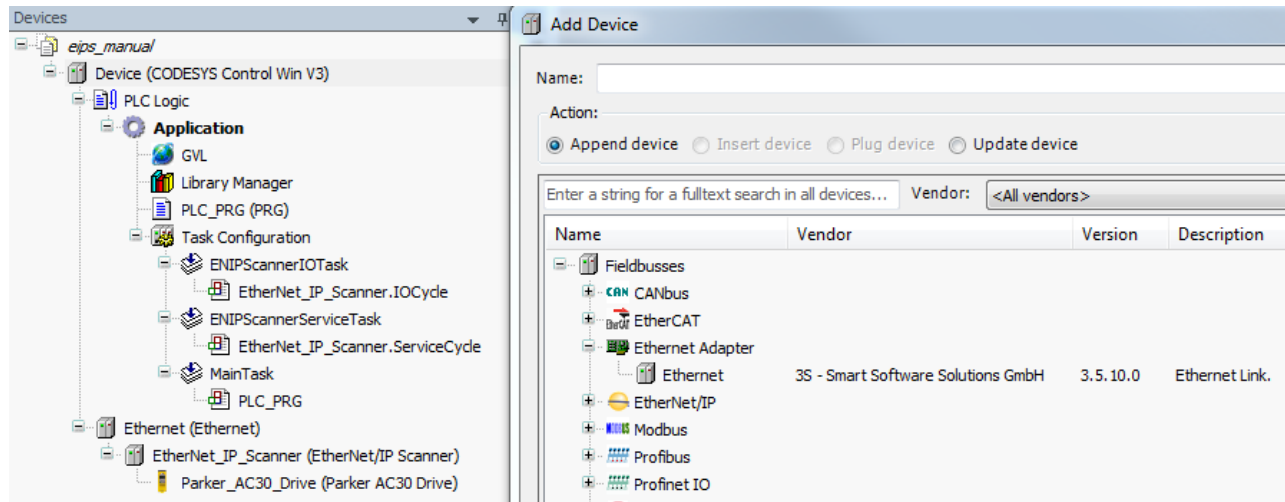 Devices
eips_manual
Device (CODESYS Control Win V3)
PLC Logic
Application
GVL
Library Manager
PLC_PRG (PRG)
Task Configuration
ENIPScannerIOTask
EtherNet_IP_Scanner.IOCycle
ENIPScannerServiceTask
EtherNet_IP_Scanner.ServiceCycle
MainTask
PLC_PRG
Ethernet (Ethernet)
EtherNet_IP_Scanner (EtherNet/IP Scanner)
Parker_AC30_Drive (Parker AC30 Drive)
Add Device
Name:
Action:
Append device Insert device Plug device Update device
Enter a string for a fulltext search in all devices... Vendor: <All vendors>
Name Vendor Version Description
Fieldbusses
CAN CANbus
EtherCAT EtherCAT
Ethernet Adapter
Ethernet 3S - Smart Software Solutions GmbH 3.5.10.0 Ethernet Link.
EtherNet/IP
Modbus
Profibus
Profinet IO